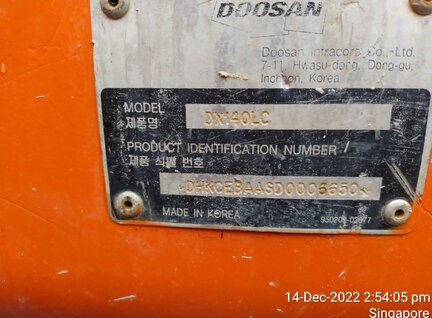 DOOSAN
Doosan Infracore Co., Ltd.
7-11, Hwasu-dong, Dong-gu,
Incheon, Korea
MODEL
제품명
DX140LC
PRODUCT IDENTIFICATION NUMBER
제품 식별 번호
MADE IN KOREA
14-Dec-2022 2:54:05 pm
Singapore